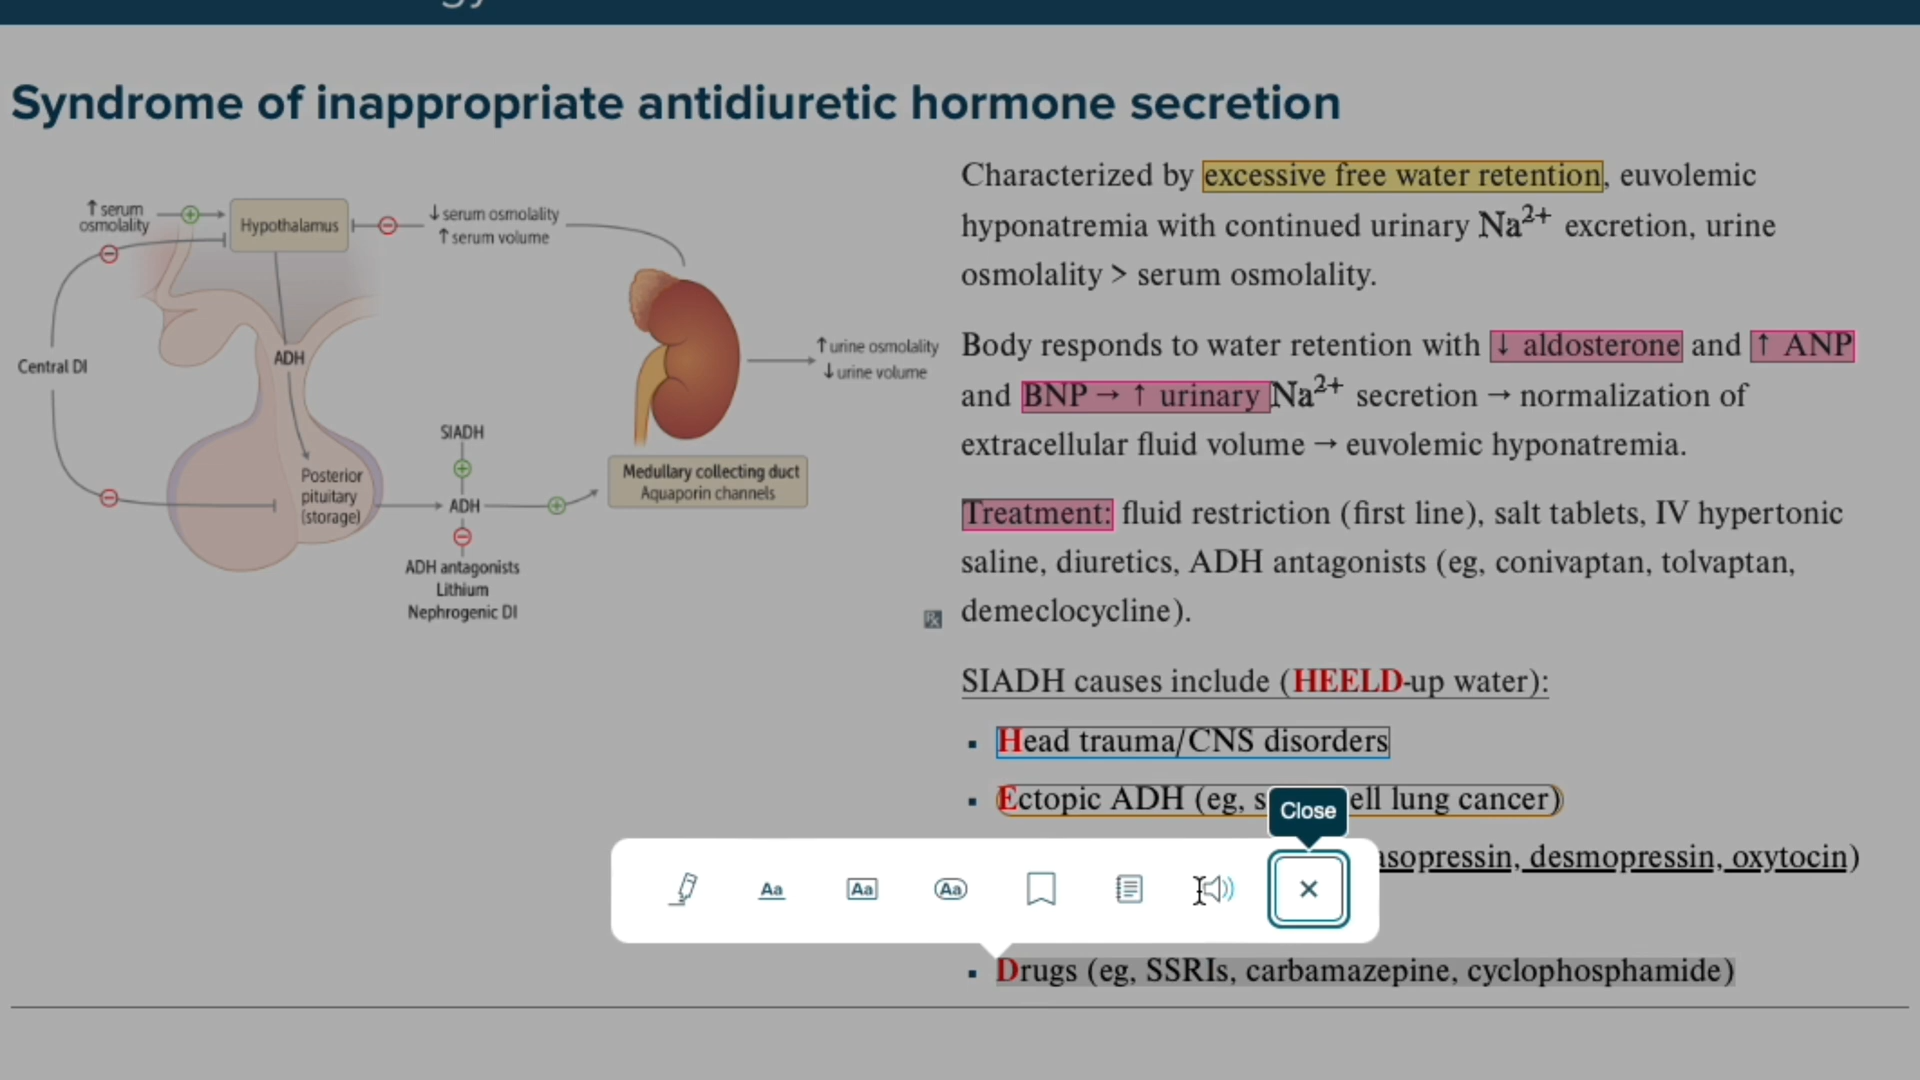 Syndrome of inappropriate antidiuretic hormone secretion
↑ serum
osmolality
Hypothalamus
↓ serum osmolality
↑ serum volume
Central DI
ADH
↑ urine osmolality
↓ urine volume
SIADH
Posterior
pituitary
(storage)
ADH
Medullary collecting duct
Aquaporin channels
ADH antagonists
Lithium
Nephrogenic DI
Characterized by excessive free water retention, euvolemic
hyponatremia with continued urinary Na2+ excretion, urine
osmolality > serum osmolality.
Body responds to water retention with ↓ aldosterone and ↑ ANP
and BNP → ↑ urinary Na2+ secretion → normalization of
extracellular fluid volume → euvolemic hyponatremia.
Treatment: fluid restriction (first line), salt tablets, IV hypertonic
saline, diuretics, ADH antagonists (eg, conivaptan, tolvaptan,
℞ demeclocycline).
SIADH causes include (HEELD-up water):
▪ Head trauma/CNS disorders
▪ Ectopic ADH (eg, s ell lung cancer)
Close
asopressin, desmopressin, oxytocin)
Aa Aa Aa
▪ Drugs (eg, SSRIs, carbamazepine, cyclophosphamide)